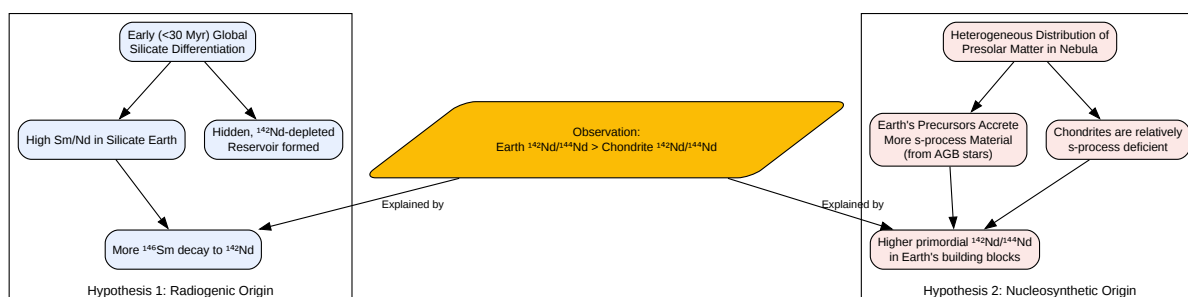 Early (<30 Myr) Global
Silicate Differentiation
High Sm/Nd in Silicate Earth
Hidden, ¹⁴²Nd-depleted
Reservoir formed
More ¹⁴⁶Sm decay to ¹⁴²Nd
Hypothesis 1: Radiogenic Origin
Observation:
Earth ¹⁴²Nd/¹⁴⁴Nd > Chondrite ¹⁴²Nd/¹⁴⁴Nd
Explained by
Explained by
Heterogeneous Distribution of
Presolar Matter in Nebula
Earth's Precursors Accrete
More s-process Material
(from AGB stars)
Chondrites are relatively
s-process deficient
Higher primordial ¹⁴²Nd/¹⁴⁴Nd
in Earth's building blocks
Hypothesis 2: Nucleosynthetic Origin